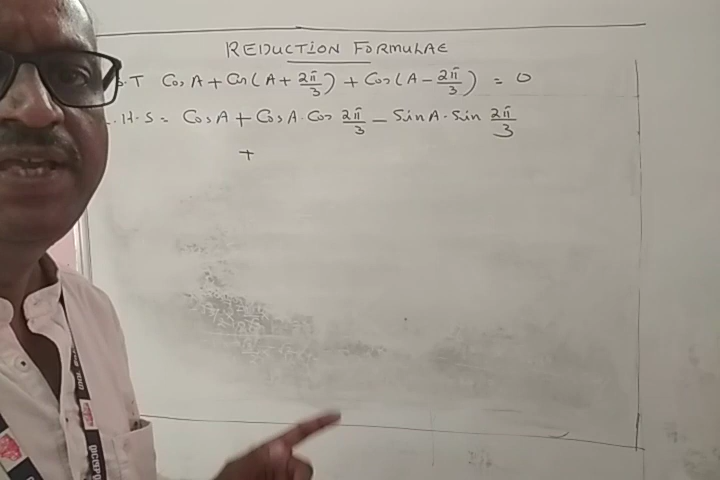 REDUCTION FORMULAE
S.T Cos A + Cos (A + 2π/3) + Cos (A - 2π/3) = 0
L.H.S = Cos A + Cos A. Cos 2π/3 - Sin A. Sin 2π/3
+